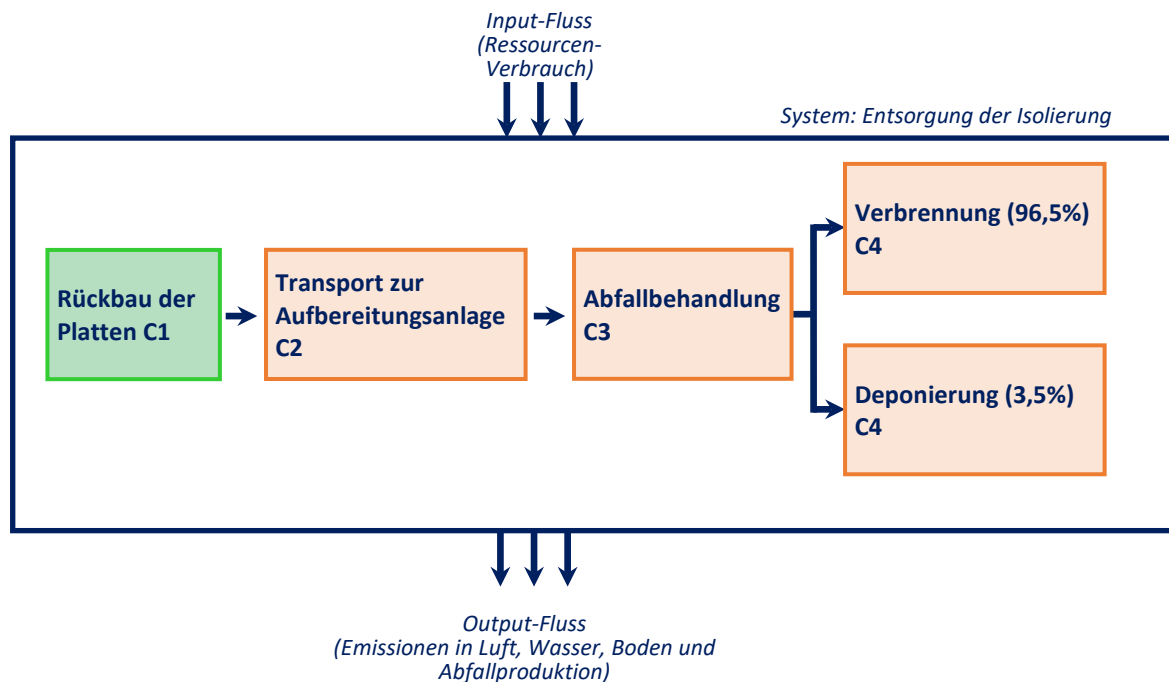 Input-Fluss
(Ressourcen-
Verbrauch)
System: Entsorgung der Isolierung
Rückbau der
Platten C1
Transport zur
Aufbereitungsanlage
C2
Abfallbehandlung
C3
Verbrennung (96,5%)
C4
Deponierung (3,5%)
C4
Output-Fluss
(Emissionen in Luft, Wasser, Boden und
Abfallproduktion)